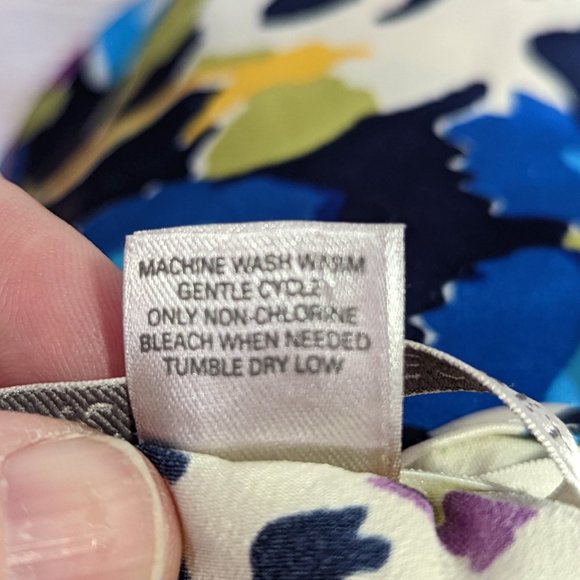 MACHINE WASH WARM
GENTLE CYCLE
ONLY NON-CHLORINE
BLEACH WHEN NEEDED
TUMBLE DRY LOW